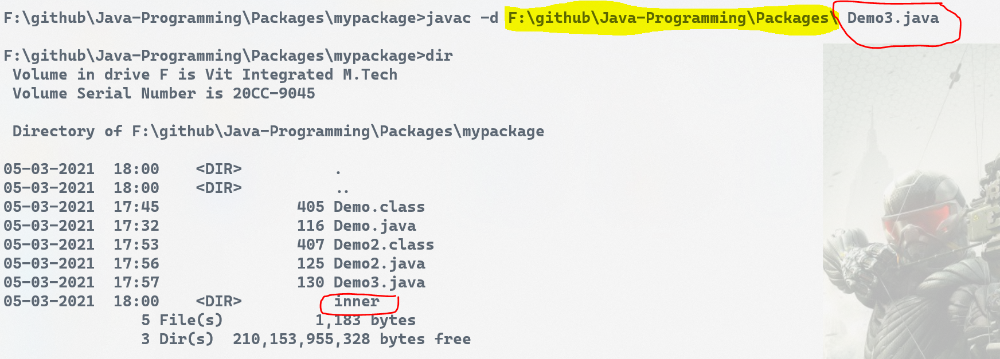 F:\github\Java-Programming\Packages\mypackage>javac -d F:\github\Java-Programming\Packages\ Demo3.java
F:\github\Java-Programming\Packages\mypackage>dir
Volume in drive F is Vit Integrated M.Tech
Volume Serial Number is 20CC-9045
Directory of F:\github\Java-Programming\Packages\mypackage
05-03-2021 18:00 <DIR> .
05-03-2021 18:00 <DIR> ..
05-03-2021 17:45 405 Demo.class
05-03-2021 17:32 116 Demo.java
05-03-2021 17:53 407 Demo2.class
05-03-2021 17:56 125 Demo2.java
05-03-2021 17:57 130 Demo3.java
05-03-2021 18:00 <DIR> inner
5 File(s) 1,183 bytes
3 Dir(s) 210,153,955,328 bytes free